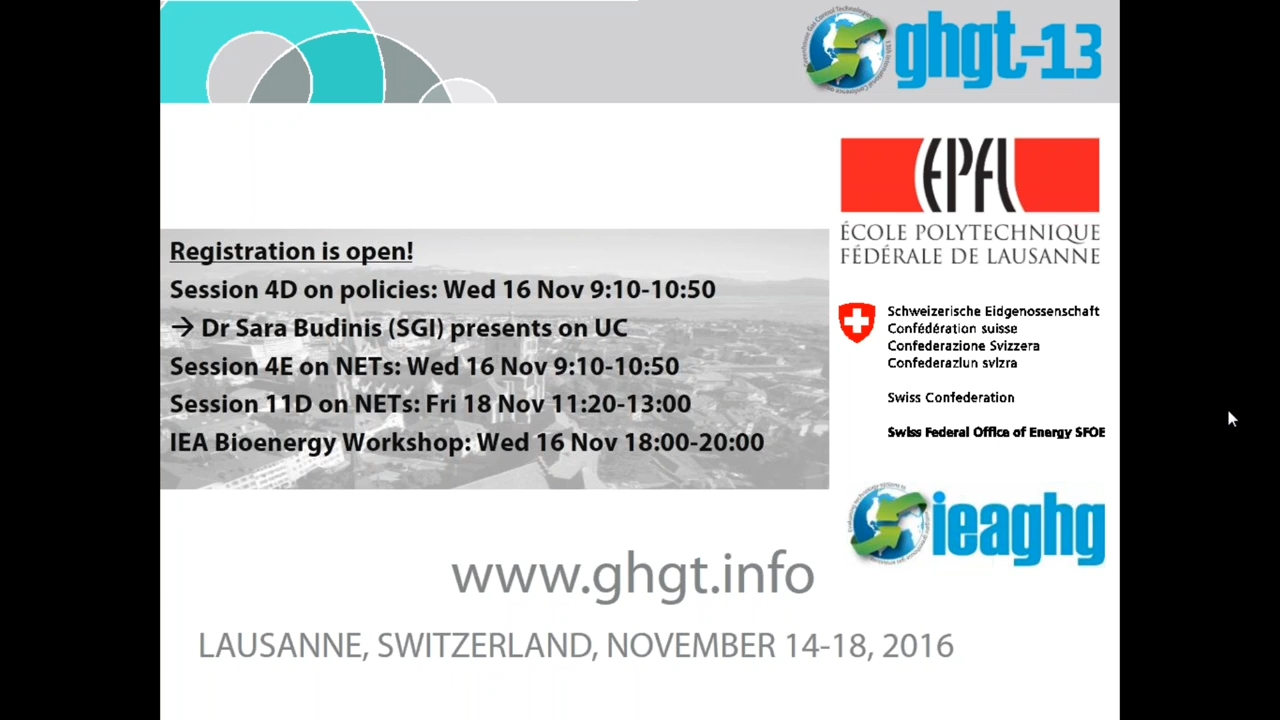 ghgt-13
EPFL
ÉCOLE POLYTECHNIQUE
FÉDÉRALE DE LAUSANNE
Registration is open!
Session 4D on policies: Wed 16 Nov 9:10-10:50
→ Dr Sara Budinis (SGI) presents on UC
Session 4E on NETs: Wed 16 Nov 9:10-10:50
Session 11D on NETs: Fri 18 Nov 11:20-13:00
IEA Bioenergy Workshop: Wed 16 Nov 18:00-20:00
Schweizerische Eidgenossenschaft
Confédération suisse
Confederazione Svizzera
Confederaziun svizra
Swiss Confederation
Swiss Federal Office of Energy SFOE
ieaghg
www.ghgt.info
LAUSANNE, SWITZERLAND, NOVEMBER 14-18, 2016